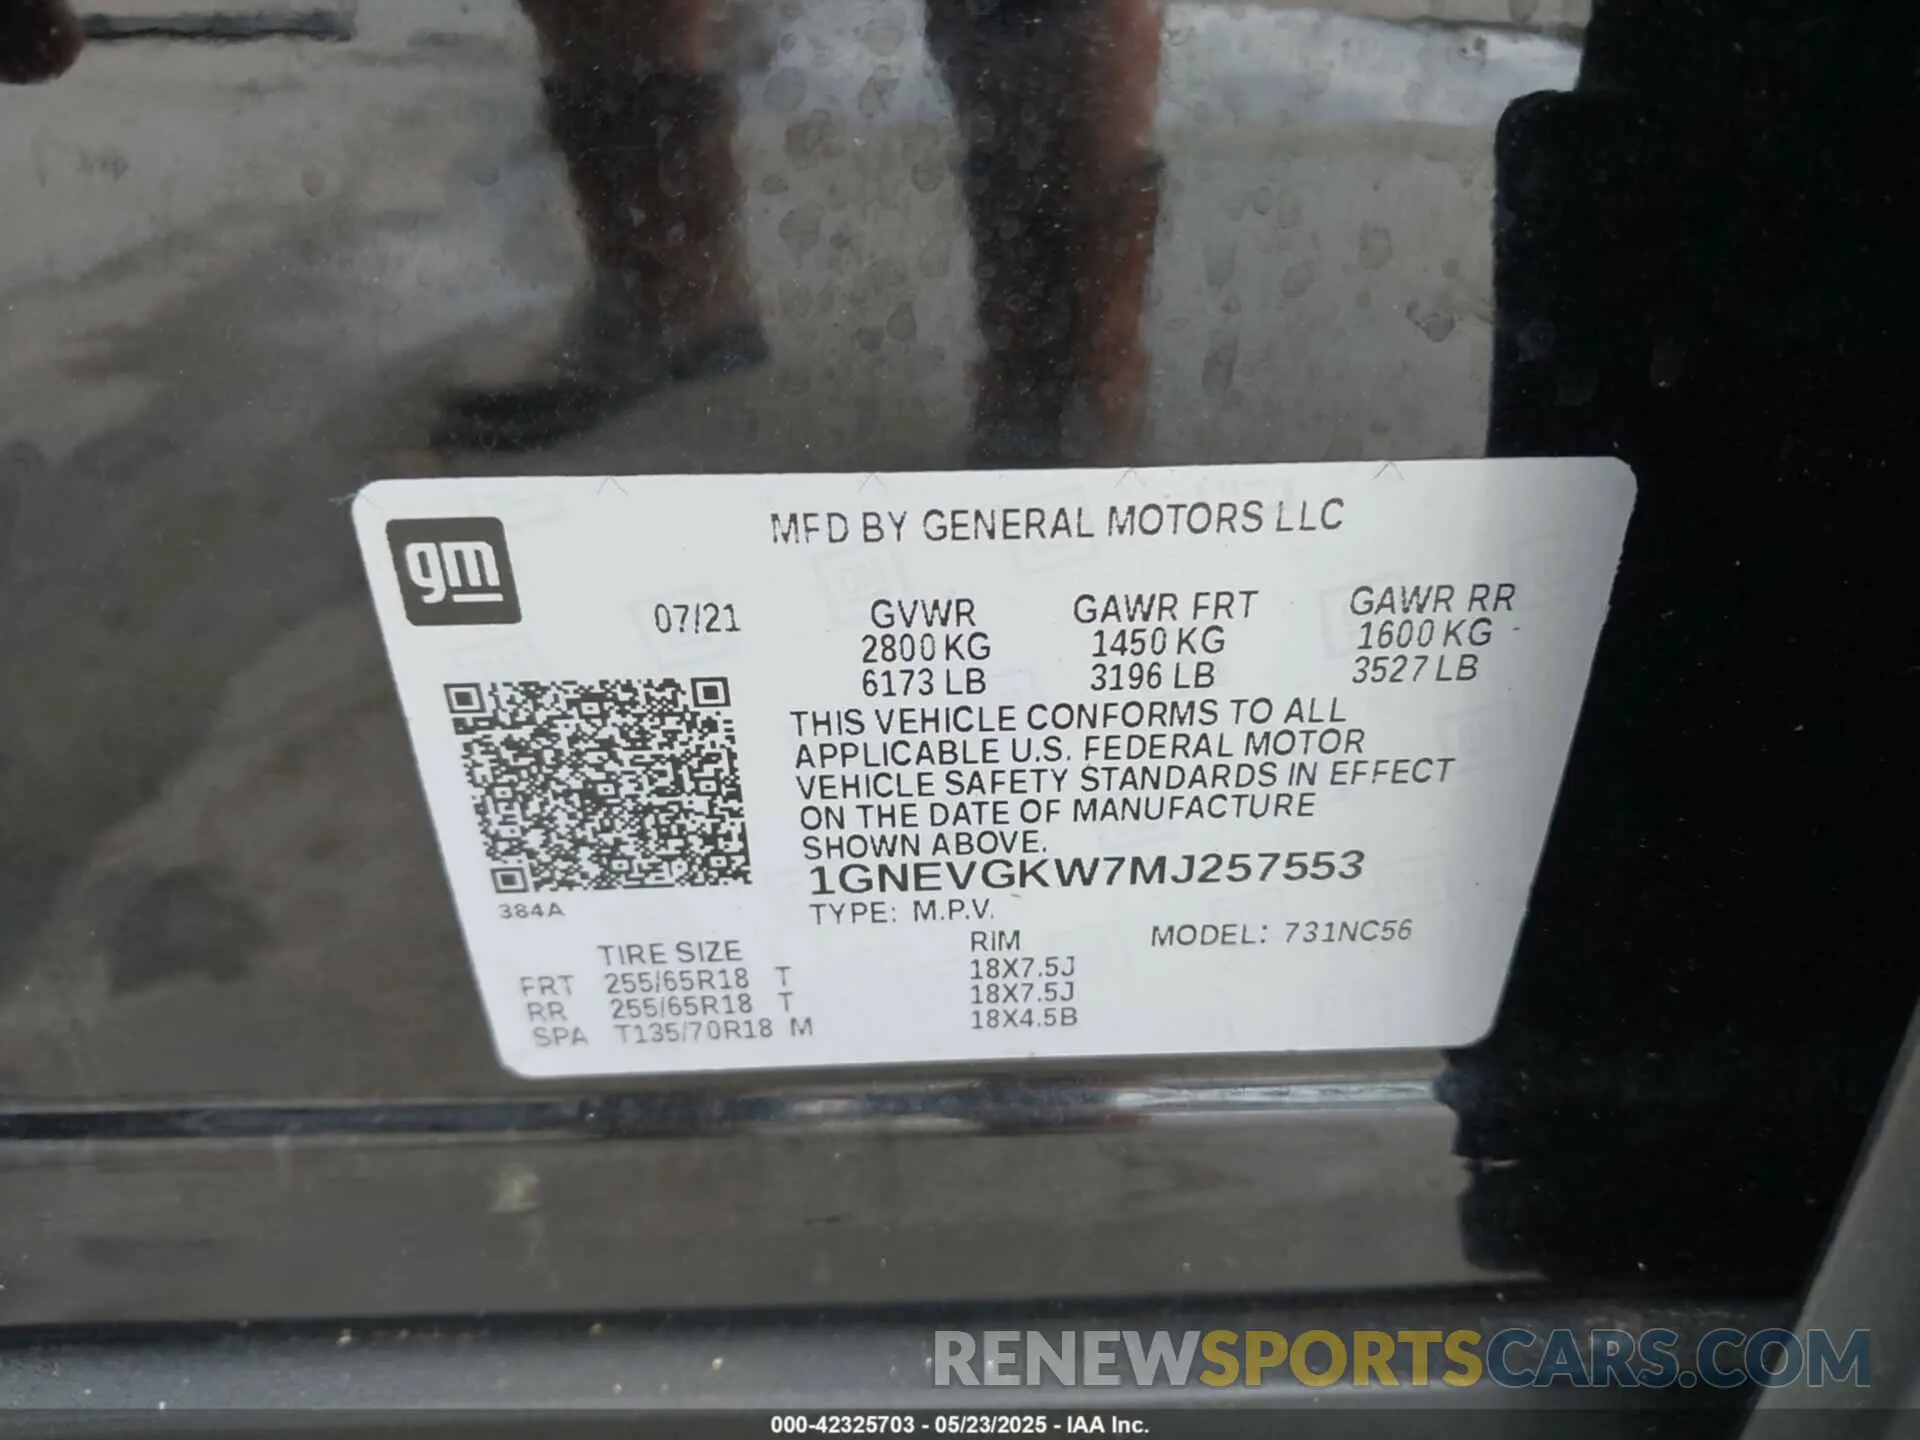 MFD BY GENERAL MOTORS LLC
gm
07/21 GVWR GAWR FRT GAWR RR
2800 KG 1450 KG 1600 KG
6173 LB 3196 LB 3527 LB
THIS VEHICLE CONFORMS TO ALL
APPLICABLE U.S. FEDERAL MOTOR
VEHICLE SAFETY STANDARDS IN EFFECT
ON THE DATE OF MANUFACTURE
SHOWN ABOVE.
1GNEVGKW7MJ257553
384A
TYPE: M.P.V.
MODEL: 731NC56
TIRE SIZE RIM
FRT 255/65R18 T 18X7.5J
RR 255/65R18 T 18X7.5J
SPA T135/70R18 M 18X4.5B
RENEWSPORTSCARS.COM
000-42325703 - 05/23/2025 - IAA Inc.